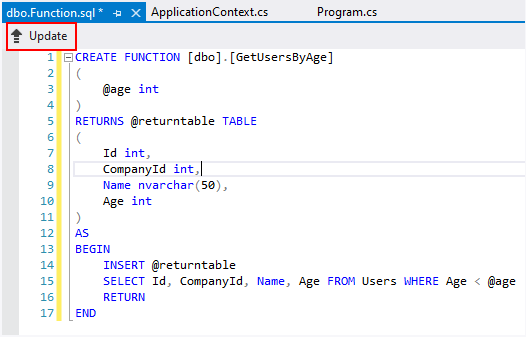 dbo.Function.sql* ApplicationContext.cs Program.cs
Update
1 CREATE FUNCTION [dbo].[GetUsersByAge]
2 (
3 @age int
4 )
5 RETURNS @returntable TABLE
6 (
7 Id int,
8 CompanyId int,
9 Name nvarchar(50),
10 Age int
11 )
12 AS
13 BEGIN
14 INSERT @returntable
15 SELECT Id, CompanyId, Name, Age FROM Users WHERE Age < @age
16 RETURN
17 END